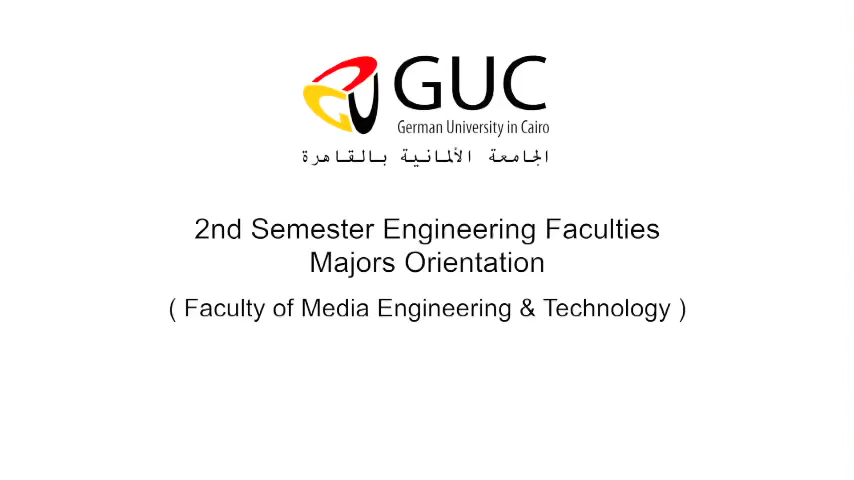 GUC
German University in Cairo
الجامعة الألمانية بالقاهرة
2nd Semester Engineering Faculties
Majors Orientation
( Faculty of Media Engineering & Technology )